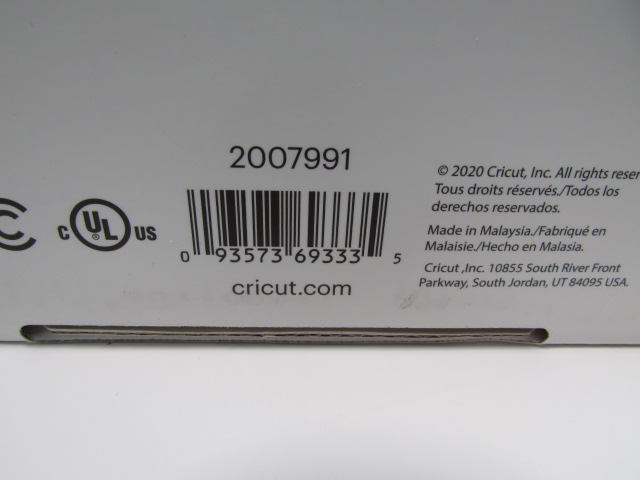 2007991
0 93573 69333 5
cricut.com
C UL US
© 2020 Cricut, Inc. All rights reser
Tous droits réservés./Todos los
derechos reservados.
Made in Malaysia./Fabriqué en
Malaisie./Hecho en Malasia.
Cricut ,Inc. 10855 South River Front
Parkway, South Jordan, UT 84095 USA.